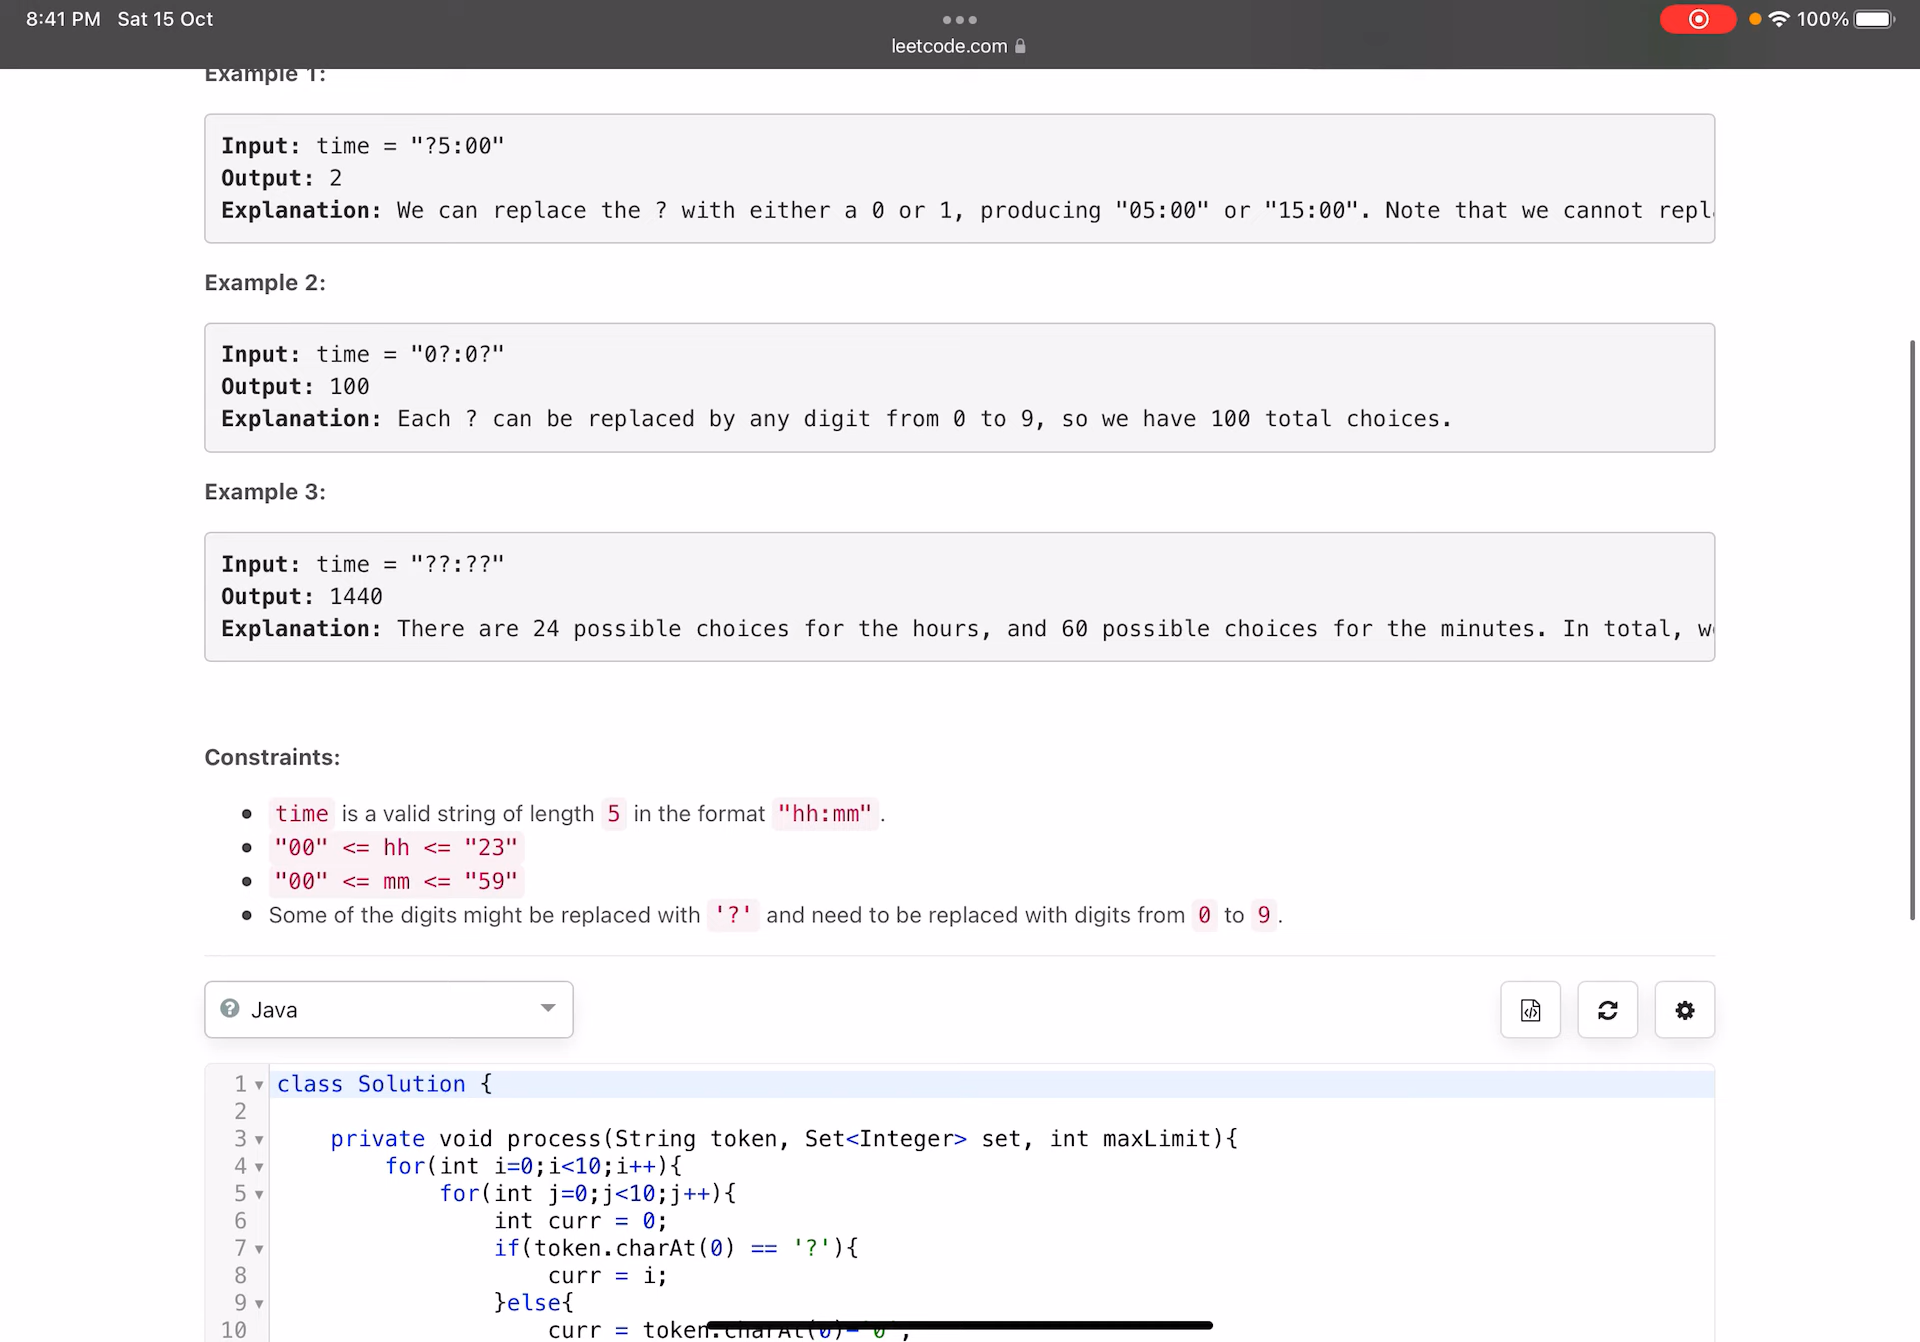 8:41 PM Sat 15 Oct
100%
leetcode.com
Example 1:
Input: time = "?5:00"
Output: 2
Explanation: We can replace the ? with either a 0 or 1, producing "05:00" or "15:00". Note that we cannot repl
Example 2:
Input: time = "0?:0?"
Output: 100
Explanation: Each ? can be replaced by any digit from 0 to 9, so we have 100 total choices.
Example 3:
Input: time = "??:??"
Output: 1440
Explanation: There are 24 possible choices for the hours, and 60 possible choices for the minutes. In total, w
Constraints:
• time is a valid string of length 5 in the format "hh:mm".
• "00" <= hh <= "23"
• "00" <= mm <= "59"
• Some of the digits might be replaced with '?' and need to be replaced with digits from 0 to 9.
Java
1 class Solution {
2
3 private void process(String token, Set<Integer> set, int maxLimit){
4 for(int i=0;i<10;i++){
5 for(int j=0;j<10;j++){
6 int curr = 0;
7 if(token.charAt(0) == '?'){
8 curr = i;
9 }else{
10 curr = token.charAt(0)-'0';